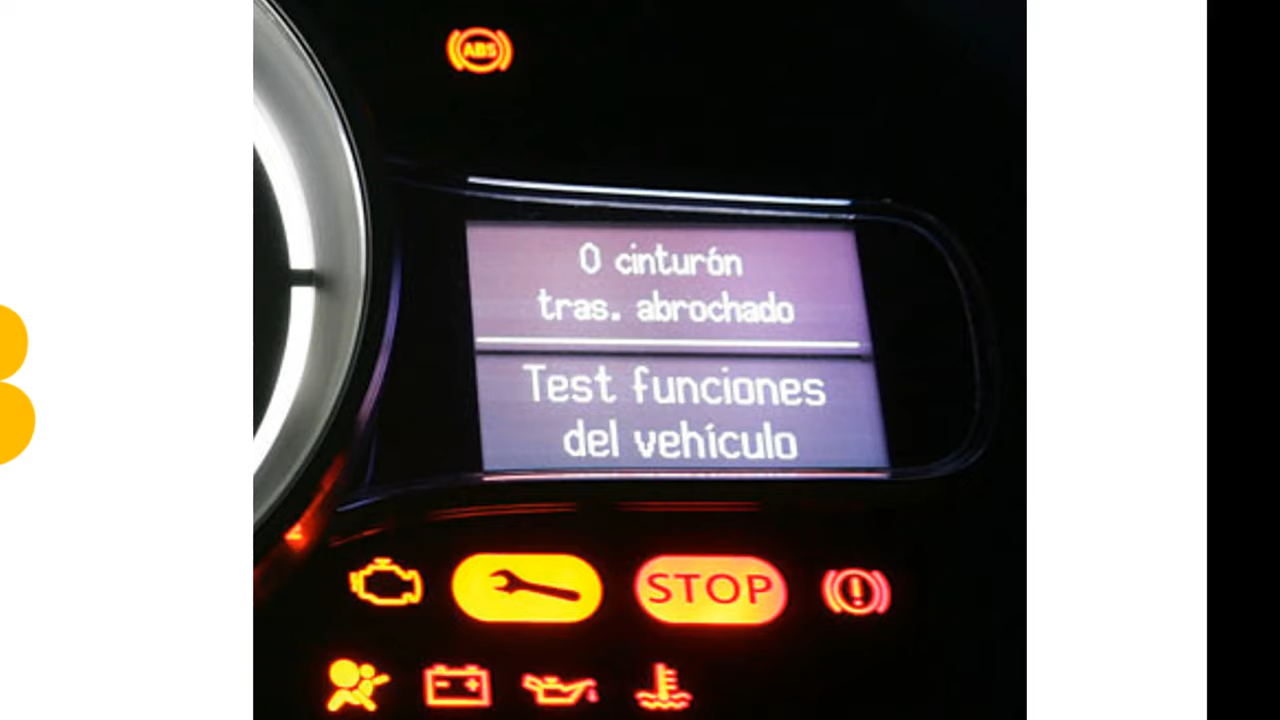 ABS
0 cinturón
tras. abrochado
Test funciones
del vehículo
STOP